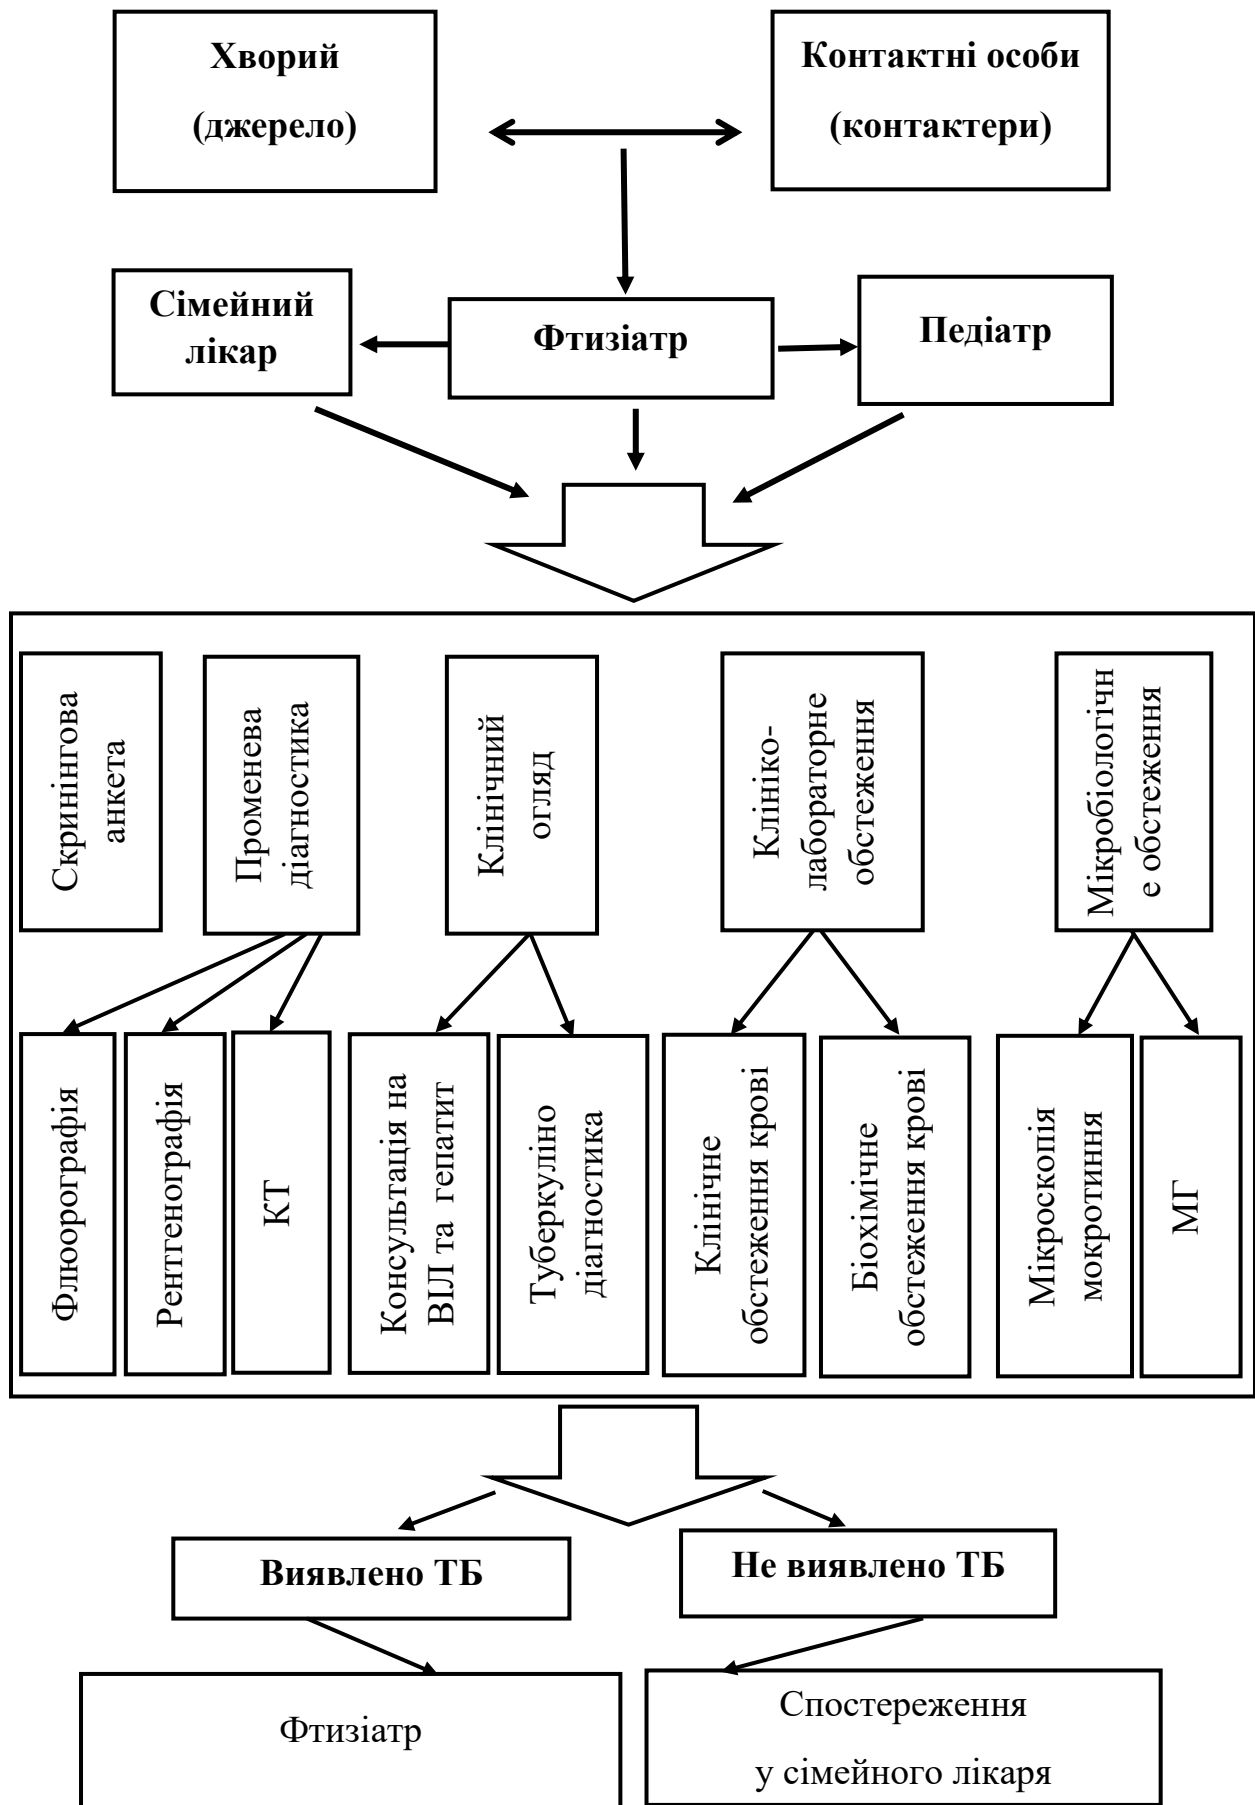 Хворий
(джерело)
Контактні особи
(контактери)
Сімейний
лікар
Фтизіатр
Педіатр
Скринінгова
анкета
Променева
діагностика
Клінічний
огляд
Клініко-
лабораторне
обстеження
Мікробіологічн
е обстеження
Флюорографія
Рентгенографія
КТ
Консультація на
ВІЛ та гепатит
Туберкуліно
діагностика
Клінічне
обстеження крові
Біохімічне
обстеження крові
Мікроскопія
мокротиння
МГ
Виявлено ТБ
Не виявлено ТБ
Фтизіатр
Спостереження
у сімейного лікаря